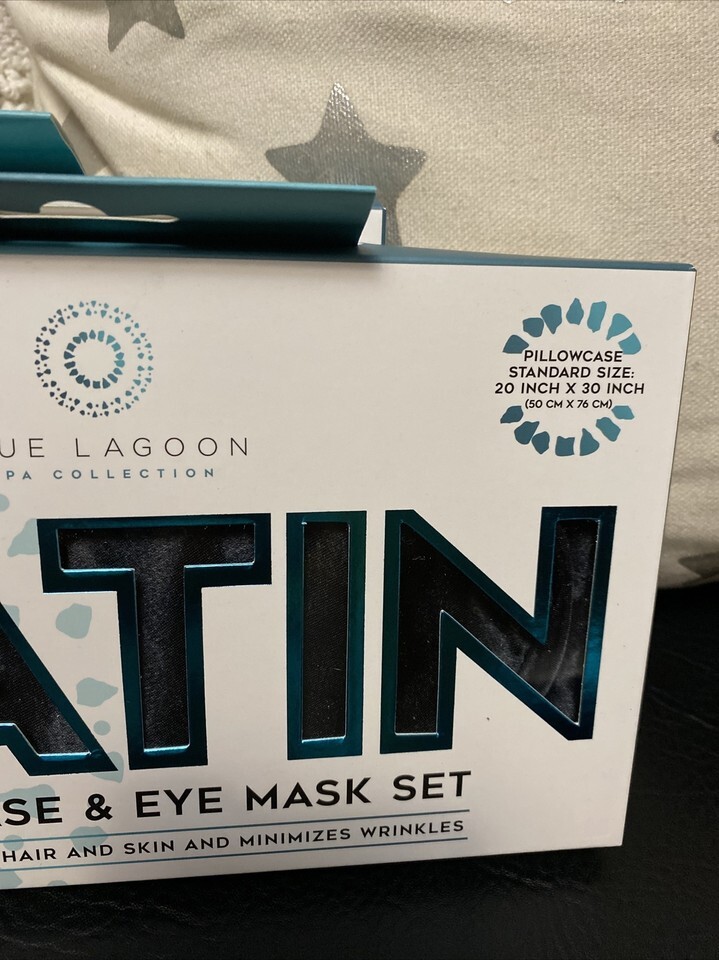 PILLOWCASE
STANDARD SIZE:
20 INCH X 30 INCH
(50 CM X 76 CM)
UE LAGOON
PA COLLECTION
ATIN
SE & EYE MASK SET
HAIR AND SKIN AND MINIMIZES WRINKLES